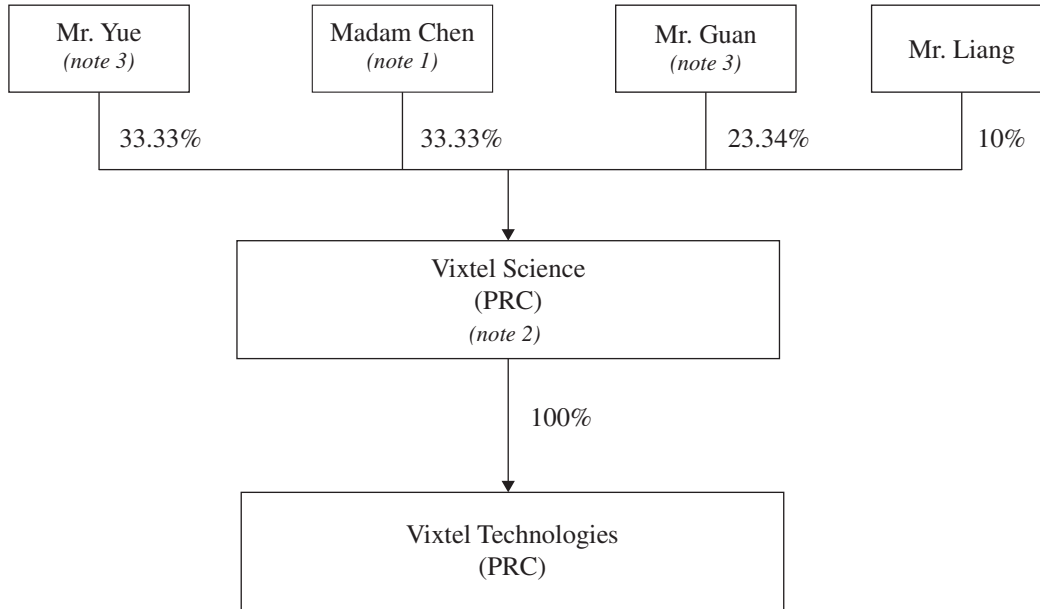 Mr. Yue
(note 3)
Madam Chen
(note 1)
Mr. Guan
(note 3)
Mr. Liang
33.33%
33.33%
23.34%
10%
Vixtel Science
(PRC)
(note 2)
100%
Vixtel Technologies
(PRC)